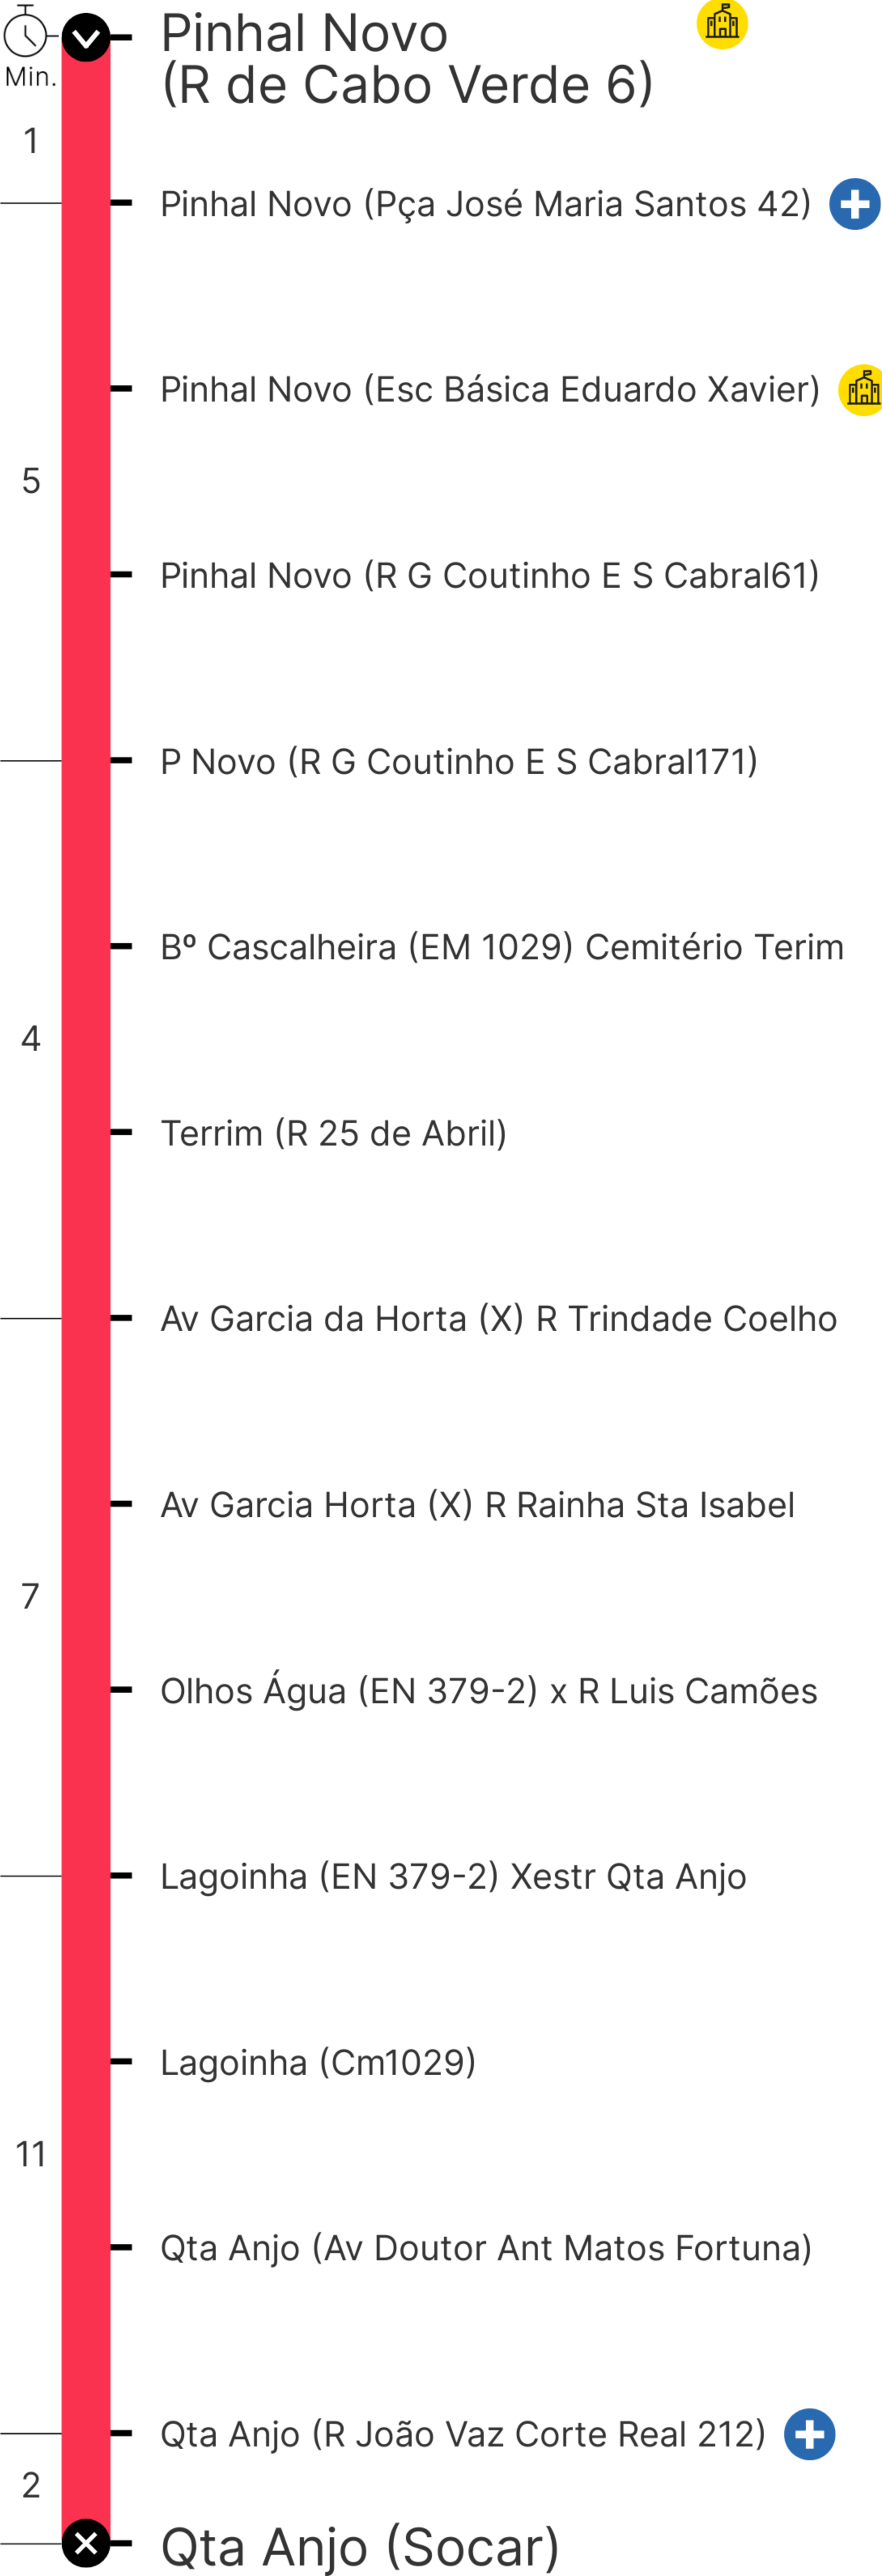 Min.
Pinhal Novo
(R de Cabo Verde 6)
1
Pinhal Novo (Pça José Maria Santos 42)
Pinhal Novo (Esc Básica Eduardo Xavier)
5
Pinhal Novo (R G Coutinho E S Cabral61)
P Novo (R G Coutinho E S Cabral171)
Bº Cascalheira (EM 1029) Cemitério Terim
4
Terrim (R 25 de Abril)
Av Garcia da Horta (X) R Trindade Coelho
Av Garcia Horta (X) R Rainha Sta Isabel
7
Olhos Água (EN 379-2) x R Luis Camões
Lagoinha (EN 379-2) Xestr Qta Anjo
Lagoinha (Cm1029)
11
Qta Anjo (Av Doutor Ant Matos Fortuna)
Qta Anjo (R João Vaz Corte Real 212)
2
Qta Anjo (Socar)